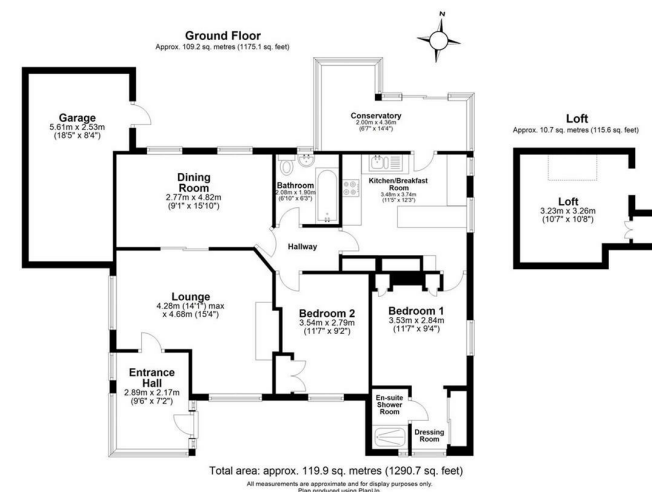 N
Ground Floor
Approx. 109.2 sq. metres (1175.1 sq. feet)
Garage
5.61m x 2.53m
(18'5" x 8'4")
Conservatory
2.00m x 4.36m
(6'7" x 14'4")
Loft
Approx. 10.7 sq. metres (115.6 sq. feet)
Dining
Room
2.77m x 4.82m
(9'1" x 15'10")
Bathroom
2.08m x 1.90m
(6'10" x 6'3")
Kitchen/Breakfast
Room
3.48m x 3.74m
(11'5" x 12'3")
Loft
3.23m x 3.26m
(10'7" x 10'8")
Hallway
Lounge
4.28m (14'1") max
x 4.68m (15'4")
Bedroom 2
3.54m x 2.79m
(11'7" x 9'2")
Bedroom 1
3.53m x 2.84m
(11'7" x 9'4")
Entrance
Hall
2.89m x 2.17m
(9'6" x 7'2")
En-suite
Shower
Room
Dressing
Room
Total area: approx. 119.9 sq. metres (1290.7 sq. feet)
All measurements are approximate and for display purposes only.
Plan produced using PlanUp.